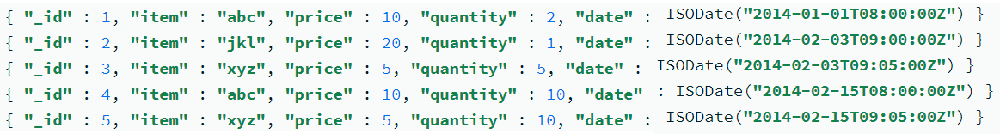 { "_id" : 1, "item" : "abc", "price" : 10, "quantity" : 2, "date" : ISODate("2014-01-01T08:00:00Z") }
{ "_id" : 2, "item" : "jkl", "price" : 20, "quantity" : 1, "date" : ISODate("2014-02-03T09:00:00Z") }
{ "_id" : 3, "item" : "xyz", "price" : 5, "quantity" : 5, "date" : ISODate("2014-02-03T09:05:00Z") }
{ "_id" : 4, "item" : "abc", "price" : 10, "quantity" : 10, "date" : ISODate("2014-02-15T08:00:00Z") }
{ "_id" : 5, "item" : "xyz", "price" : 5, "quantity" : 10, "date" : ISODate("2014-02-15T09:05:00Z") }